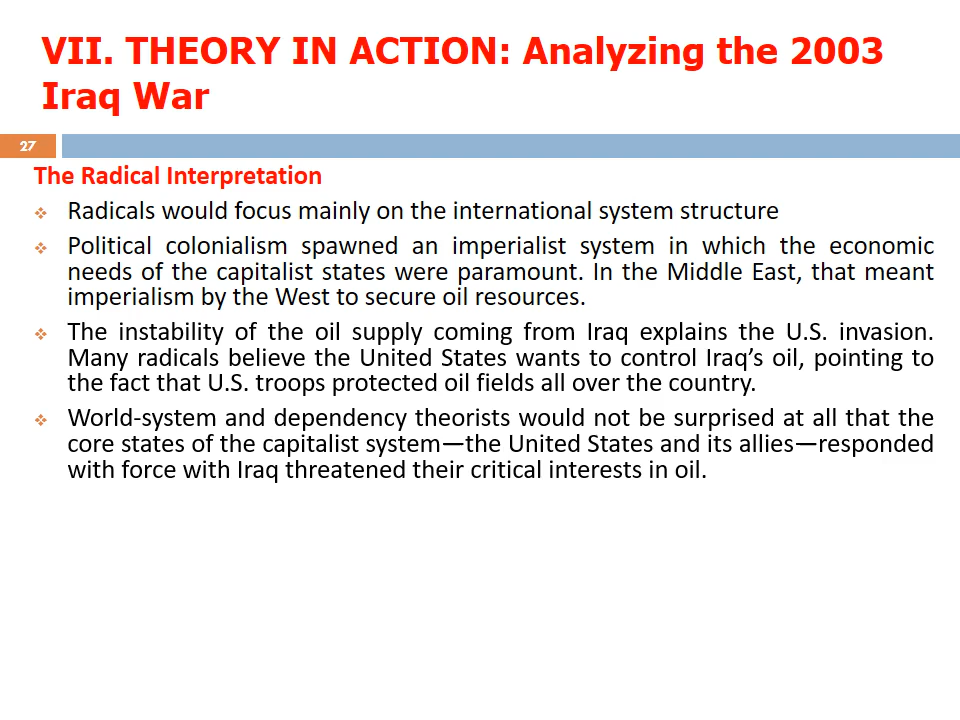 VII. THEORY IN ACTION: Analyzing the 2003
Iraq War
27
The Radical Interpretation
Radicals would focus mainly on the international system structure
Political colonialism spawned an imperialist system in which the economic
needs of the capitalist states were paramount. In the Middle East, that meant
imperialism by the West to secure oil resources.
The instability of the oil supply coming from Iraq explains the U.S. invasion.
Many radicals believe the United States wants to control Iraq’s oil, pointing to
the fact that U.S. troops protected oil fields all over the country.
World-system and dependency theorists would not be surprised at all that the
core states of the capitalist system—the United States and its allies—responded
with force with Iraq threatened their critical interests in oil.